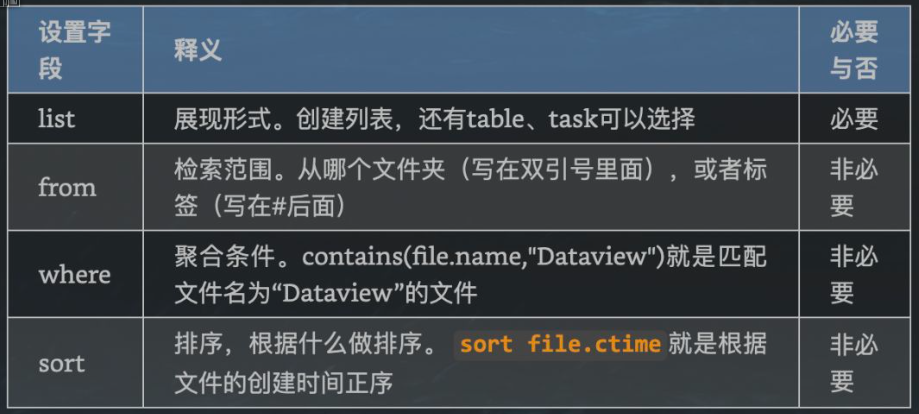 设置字
段
释义
必要
与否
list
展现形式。创建列表，还有table、task可以选择
必要
from
检索范围。从哪个文件夹（写在双引号里面），或者标
签（写在#后面）
非必
要
where
聚合条件。contains(file.name,"Dataview")就是匹配
文件名为“Dataview”的文件
非必
要
sort
排序，根据什么做排序。 sort file.ctime 就是根据
文件的创建时间正序
非必
要